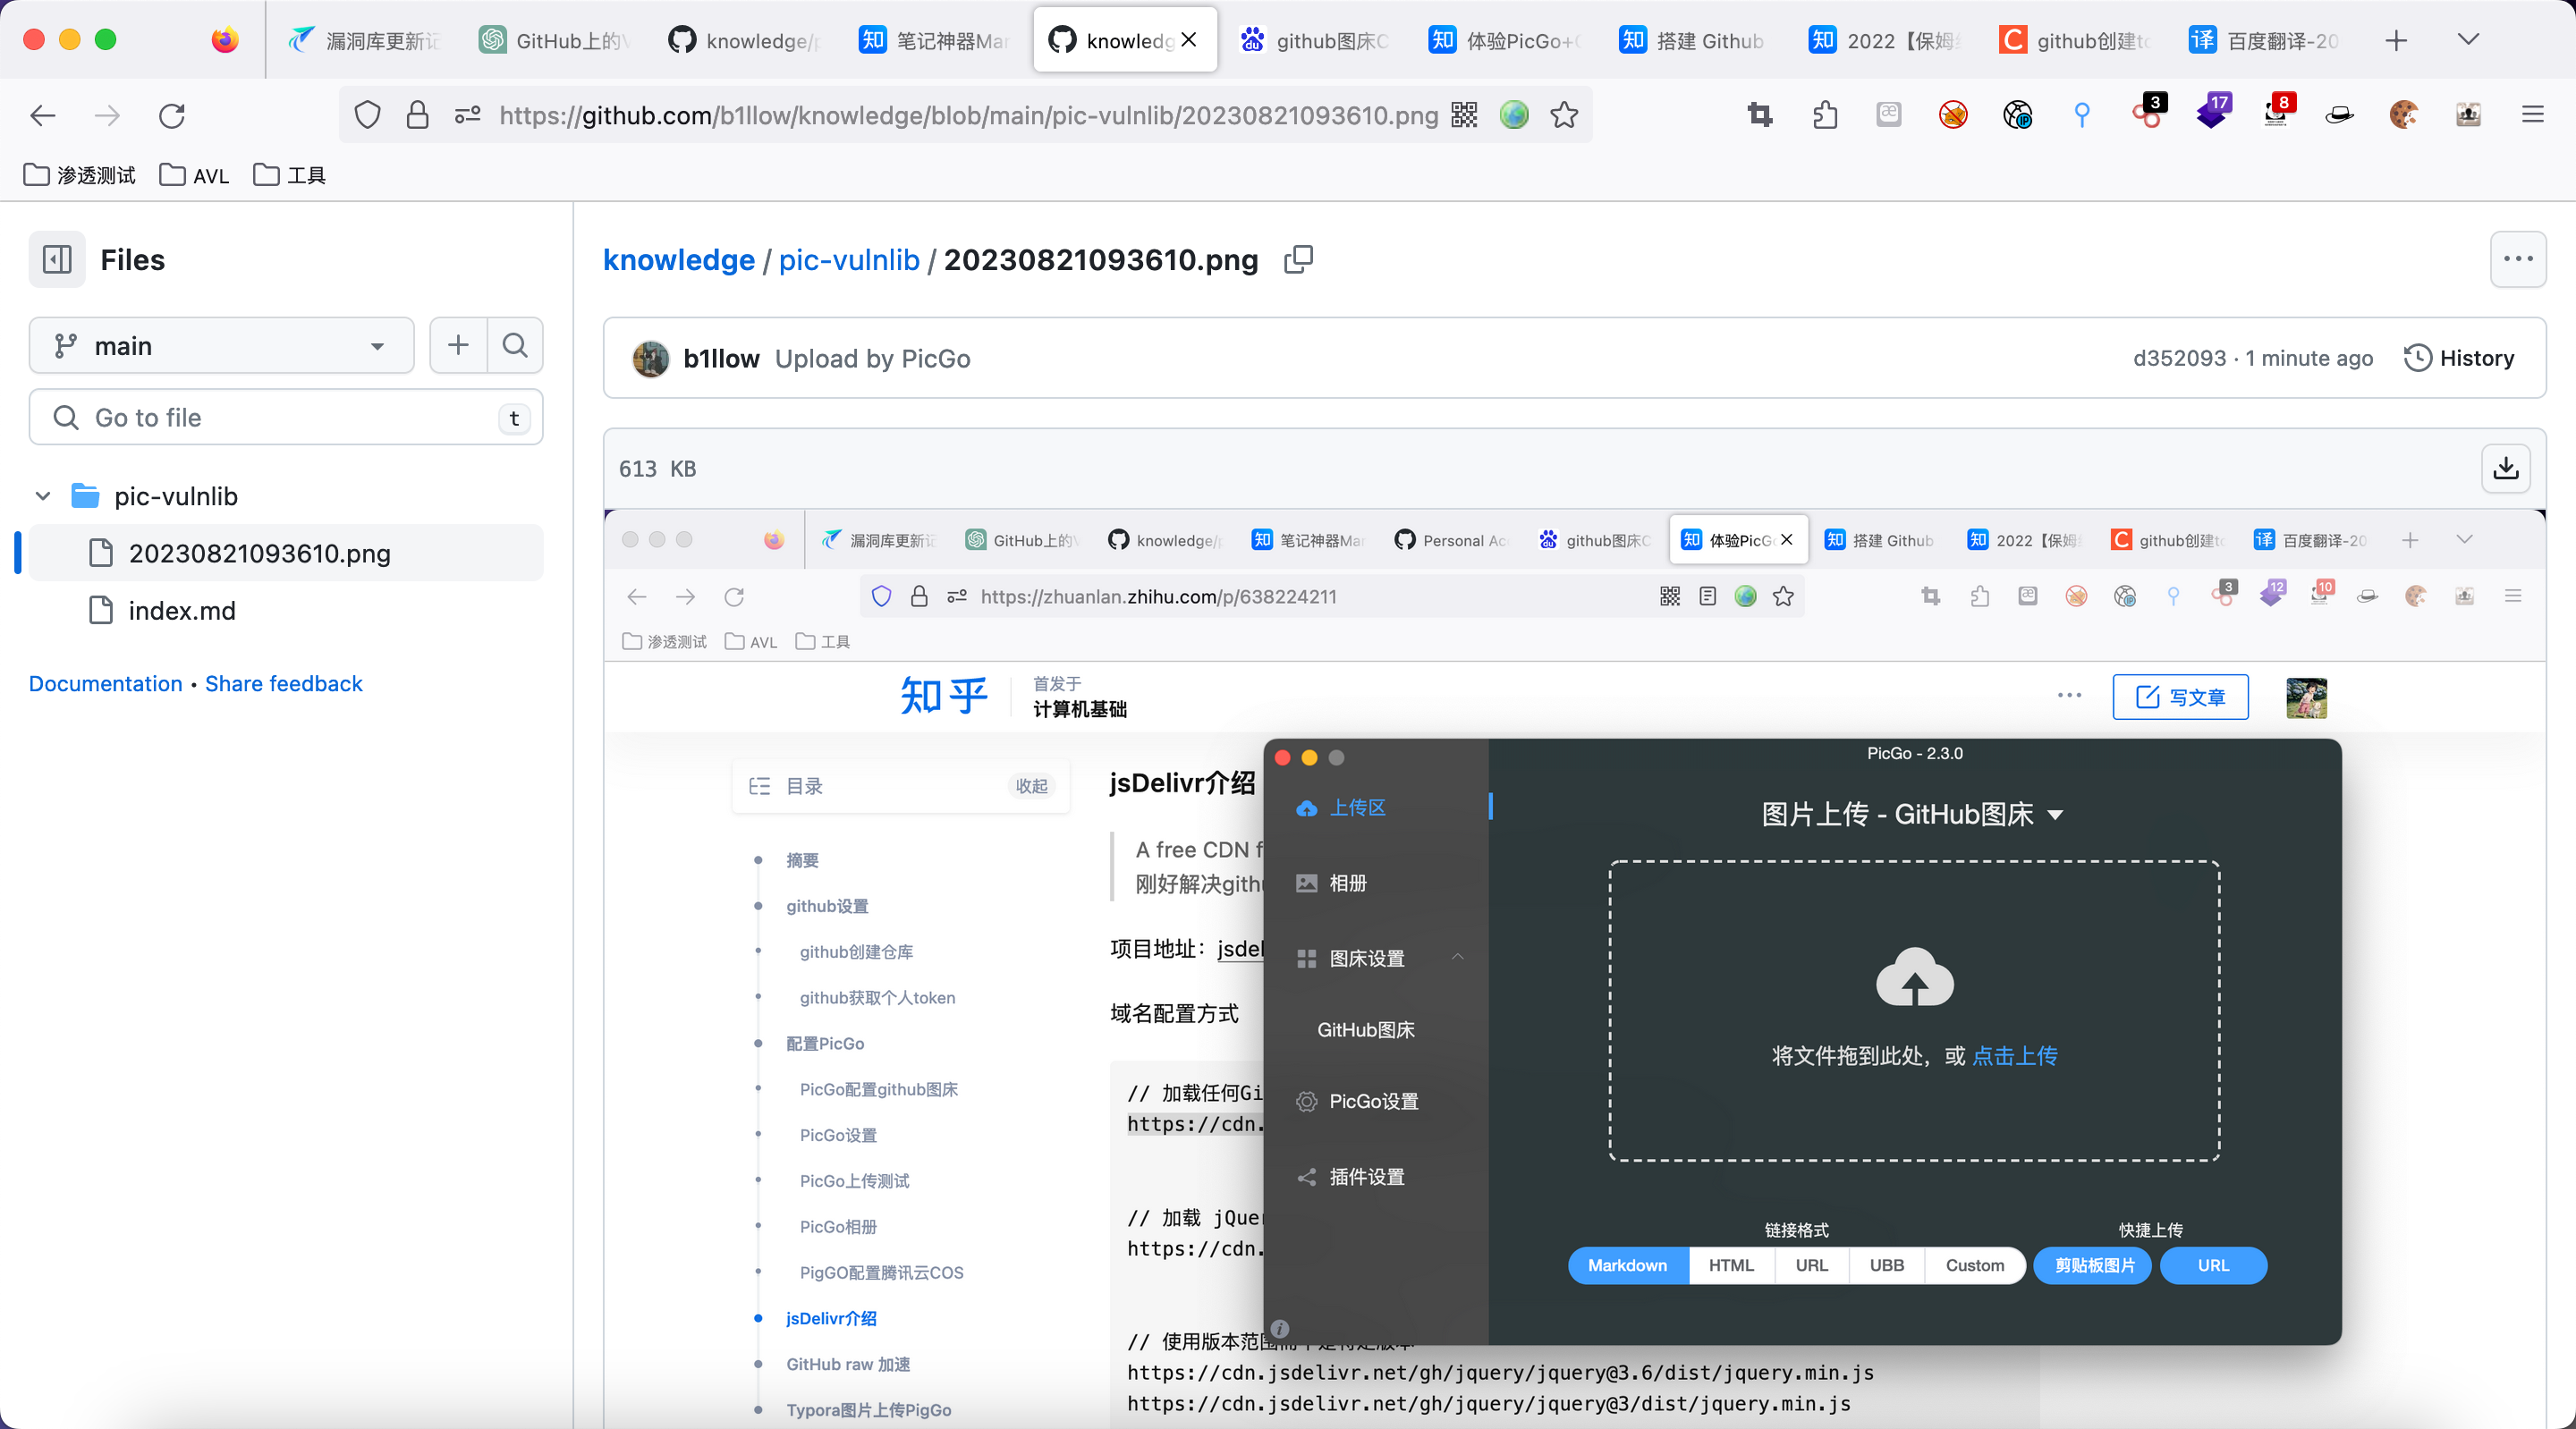 漏洞库更新记
GitHub上的V
knowledge/p
笔记神器Mar
knowledg
github图床C
体验PicGo+
搭建 Github
2022【保姆
github创建to
百度翻译-20
https://github.com/b1llow/knowledge/blob/main/pic-vulnlib/20230821093610.png
3
17
8
渗透测试
AVL
工具
Files
knowledge / pic-vulnlib / 20230821093610.png
main
b1llow Upload by PicGo
d352093 · 1 minute ago
History
Go to file
t
613 KB
pic-vulnlib
20230821093610.png
index.md
Documentation • Share feedback
漏洞库更新记
GitHub上的V
knowledge/p
笔记神器Mar
Personal Acc
github图床C
体验PicGo
搭建 Github
2022【保姆
github创建to
百度翻译-20
https://zhuanlan.zhihu.com/p/638224211
3
12
10
渗透测试
AVL
工具
知乎
首发于
计算机基础
写文章
目录
收起
摘要
github设置
github创建仓库
github获取个人token
配置PicGo
PicGo配置github图床
PicGo设置
PicGo上传测试
PicGo相册
PigGO配置腾讯云COS
jsDelivr介绍
GitHub raw 加速
Typora图片上传PigGo
jsDelivr介绍
A free CDN f
刚好解决githu
项目地址：jsdel
域名配置方式
// 加载任何Gi
https://cdn.
// 加载 jQuer
https://cdn.
// 使用版本范围而不是特定版本
https://cdn.jsdelivr.net/gh/jquery/jquery@3.6/dist/jquery.min.js
https://cdn.jsdelivr.net/gh/jquery/jquery@3/dist/jquery.min.js
PicGo - 2.3.0
上传区
相册
图床设置
GitHub图床
PicGo设置
插件设置
图片上传 - GitHub图床
将文件拖到此处，或 点击上传
链接格式
快捷上传
Markdown
HTML
URL
UBB
Custom
剪贴板图片
URL